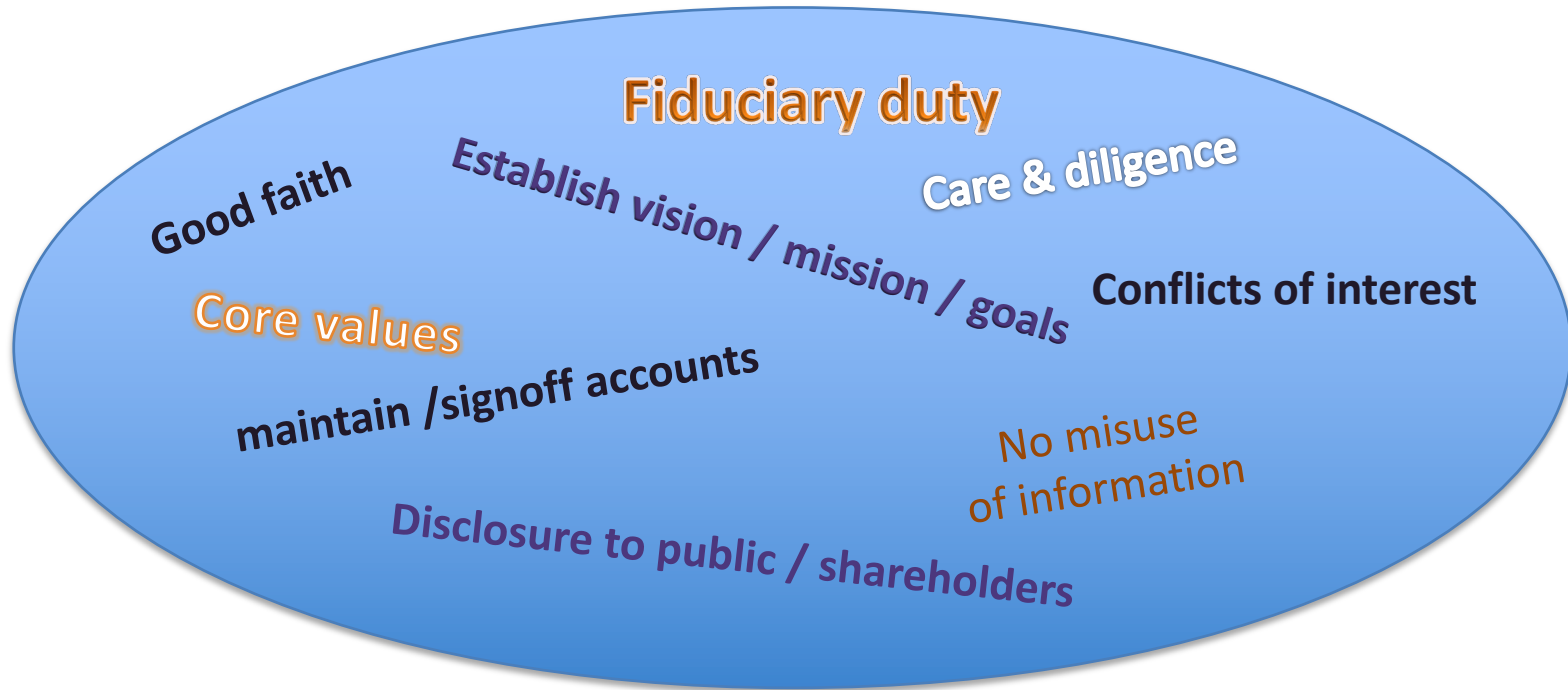 Fiduciary duty
Good faith
Establish vision / mission / goals
Care & diligence
Conflicts of interest
Core values
maintain /signoff accounts
No misuse
of information
Disclosure to public / shareholders